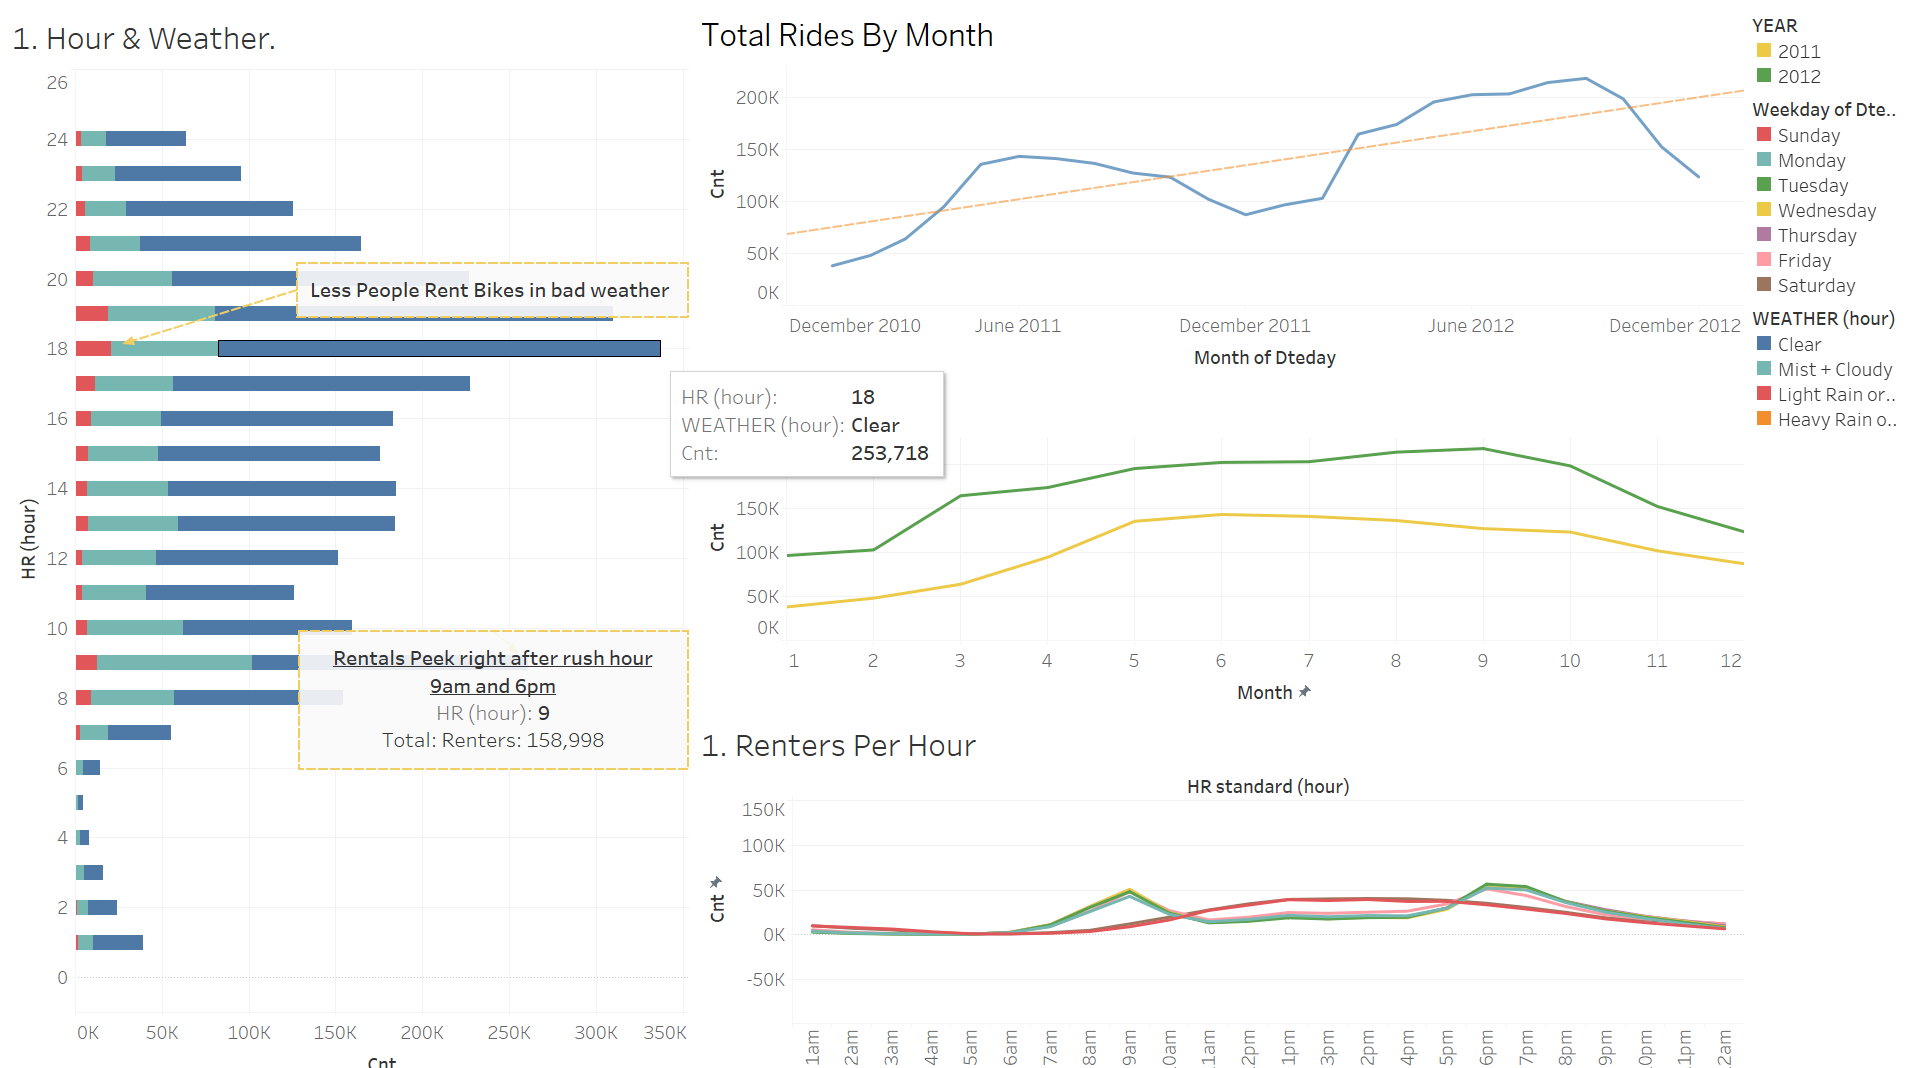 1. Hour & Weather.
26
24
22
20
18
16
14
12
10
8
6
4
2
0
HR (hour)
0K 50K 100K 150K 200K 250K 300K 350K
Cnt
Less People Rent Bikes in bad weather
Rentals Peek right after rush hour
9am and 6pm
HR (hour): 9
Total: Renters: 158,998
HR (hour): 18
WEATHER (hour): Clear
Cnt: 253,718
Total Rides By Month
200K
150K
100K
50K
0K
Cnt
December 2010 June 2011 December 2011 June 2012 December 2012
Month of Dteday
150K
100K
50K
0K
Cnt
1 2 3 4 5 6 7 8 9 10 11 12
Month
1. Renters Per Hour
HR standard (hour)
150K
100K
50K
0K
-50K
Cnt
1am 2am 3am 4am 5am 6am 7am 8am 9am 0am 1am 2pm 1pm 3pm 2pm 4pm 5pm 6pm 7pm 8pm 9pm 0pm 1pm 2am
YEAR
2011
2012
Weekday of Dte..
Sunday
Monday
Tuesday
Wednesday
Thursday
Friday
Saturday
WEATHER (hour)
Clear
Mist + Cloudy
Light Rain or..
Heavy Rain o..